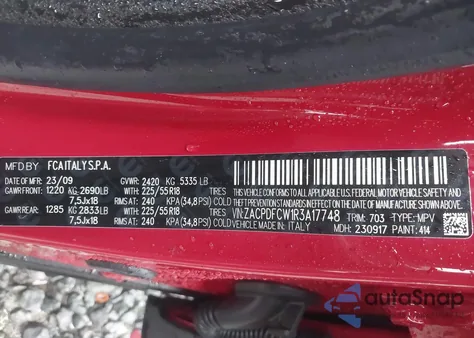 MFD BY FCA ITALY S.P.A.
DATE OF MFR: 23/09 GVWR: 2420 KG 5335 LB
GAWR FRONT: 1220 KG: 2690LB WITH: 225/55R18 TIRES
7,5Jx18 RIMS AT: 240 KPA (34,8PSI) COLD
GAWR REAR: 1285 KG 2833LB WITH: 225/55R18 TIRES
7,5Jx18 RIMS AT: 240 KPA (34,8PSI) COLD
THIS VEHICLE CONFORMS TO ALL APPLICABLE U.S. FEDERAL MOTOR VEHICLE SAFETY
AND THEFT PREVENTION STANDARDS IN EFFECT ON THE DATE OF MANUFACTURE SHOWN ABOVE
VIN: ZACPDFCW1R3A17748 TRIM: 703 TYPE: MPV
VEHICLE MADE IN: ITALY MDH: 230917 PAINT: 414
autoSnap